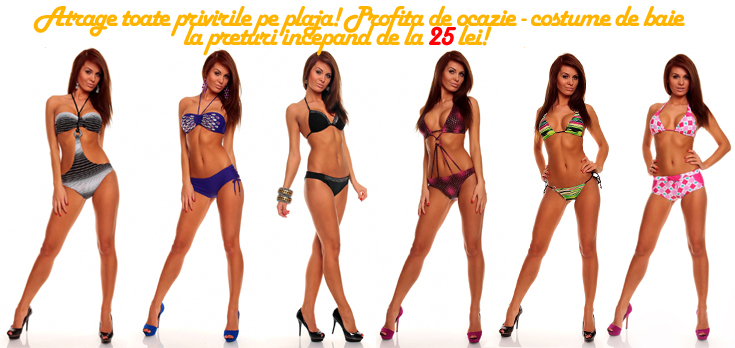 Atrage toate privirile pe plaja! Profita de ocazie - costume de baie
la preturi incepand de la 25 lei!